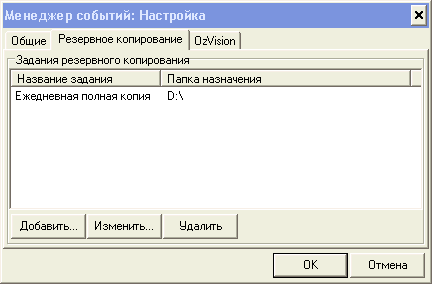 Менеджер событий: Настройка
Общие Резервное копирование OzVision
Задания резервного копирования
Название задания Папка назначения
Ежедневная полная копия D:\
Добавить... Изменить... Удалить
OK Отмена